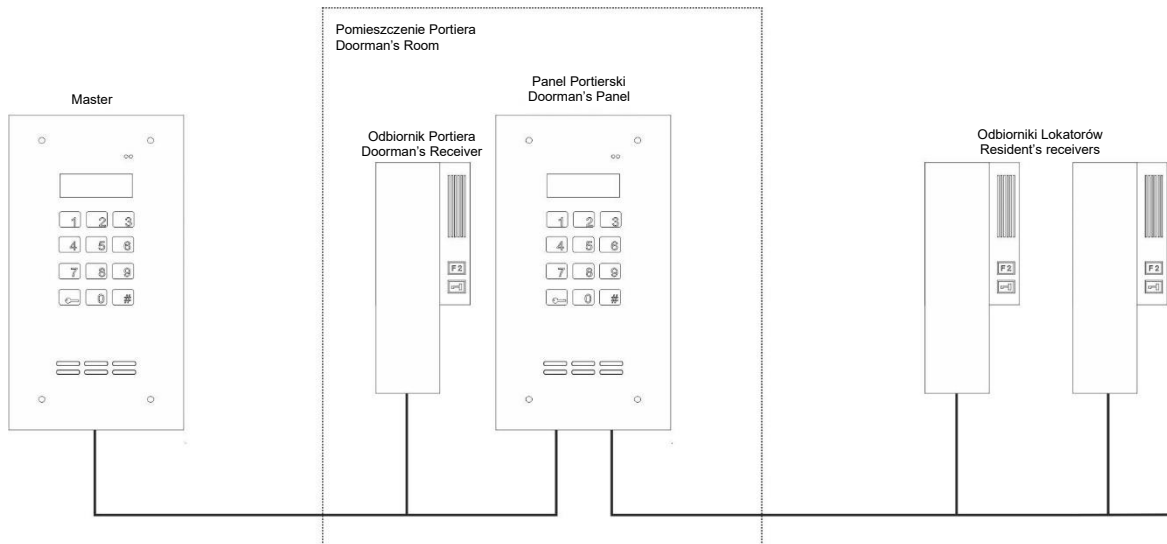 Pomieszczenie Portiera
Doorman's Room
Master
Odbiornik Portiera
Doorman's Receiver
Panel Portierski
Doorman's Panel
Odbiorniki Lokatorów
Resident's receivers
1 2 3
4 5 6
7 8 9
0 #
F2
1 2 3
4 5 6
7 8 9
0 #
F2
F2